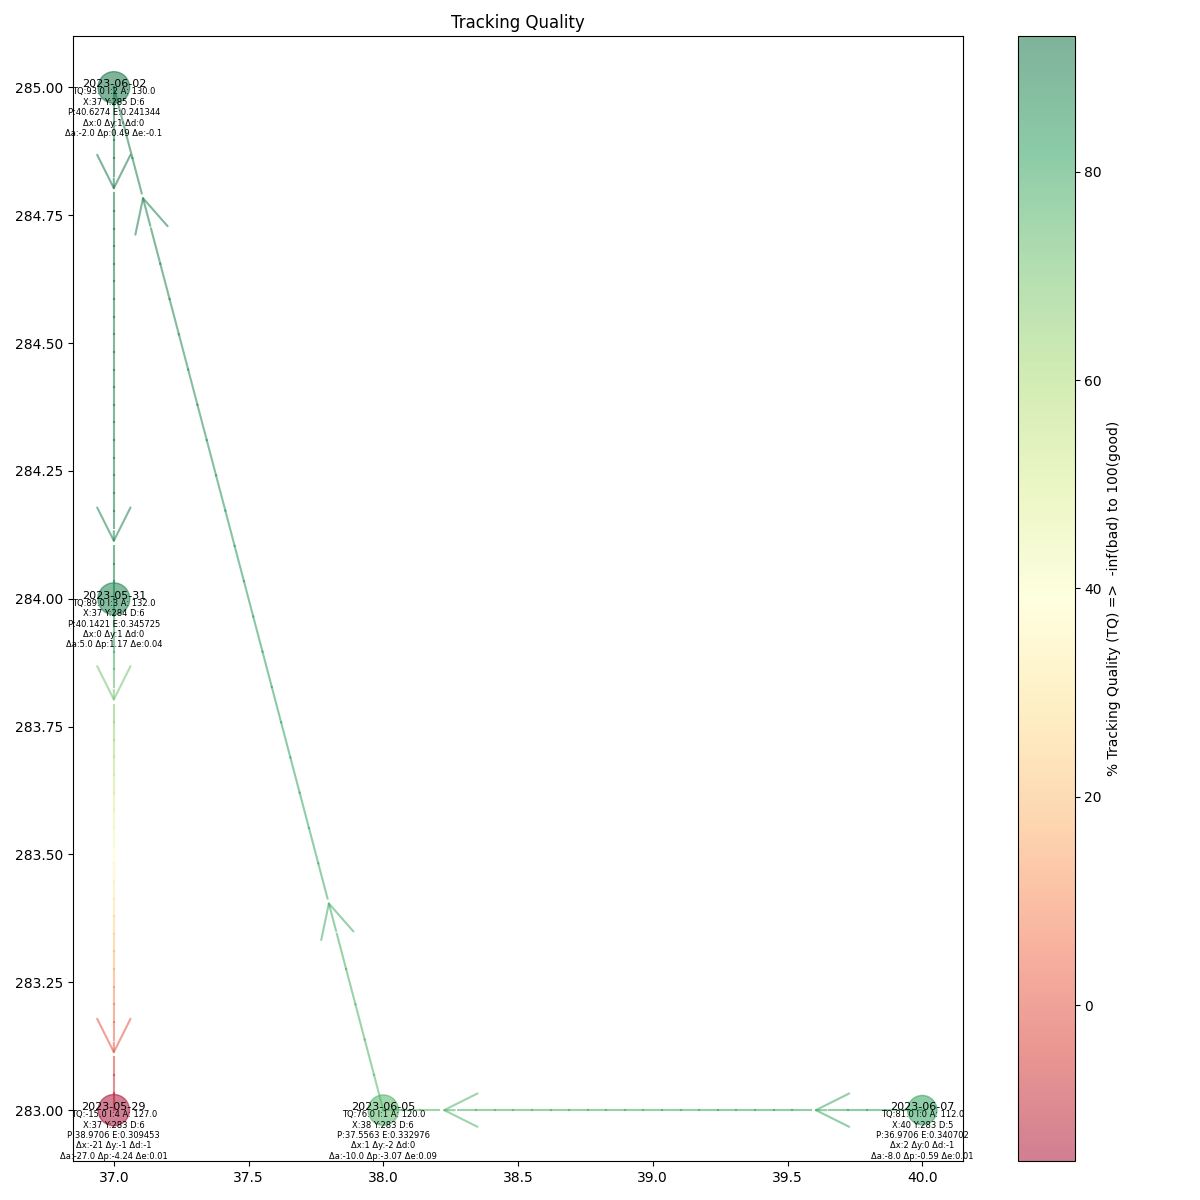 Tracking Quality
285.00
284.75
284.50
284.25
284.00
283.75
283.50
283.25
283.00
2023-06-02
TQ:93.0 I:2 A: 130.0
X:37 Y:285 D:6
P:40.6274 E:0.241344
Δx:0 Δy:1 Δd:0
Δa:-2.0 Δp:0.49 Δe:-0.1
2023-05-31
TQ:89.0 I:3 A: 132.0
X:37 Y:284 D:6
P:40.1421 E:0.345725
Δx:0 Δy:1 Δd:0
Δa:5.0 Δp:1.17 Δe:0.04
2023-05-29
TQ:-15.0 I:4 A: 127.0
X:37 Y:283 D:6
P:38.9706 E:0.309453
Δx:-21 Δy:-1 Δd:-1
Δa:-27.0 Δp:-4.24 Δe:0.01
2023-06-05
TQ:76.0 I:1 A: 120.0
X:38 Y:283 D:6
P:37.5563 E:0.332976
Δx:1 Δy:-2 Δd:0
Δa:-10.0 Δp:-3.07 Δe:0.09
2023-06-07
TQ:81.0 I:0 A: 112.0
X:40 Y:283 D:5
P:36.9706 E:0.340702
Δx:2 Δy:0 Δd:-1
Δa:-8.0 Δp:-0.59 Δe:0.01
37.0
37.5
38.0
38.5
39.0
39.5
40.0
80
60
40
20
0
% Tracking Quality (TQ) => -inf(bad) to 100(good)